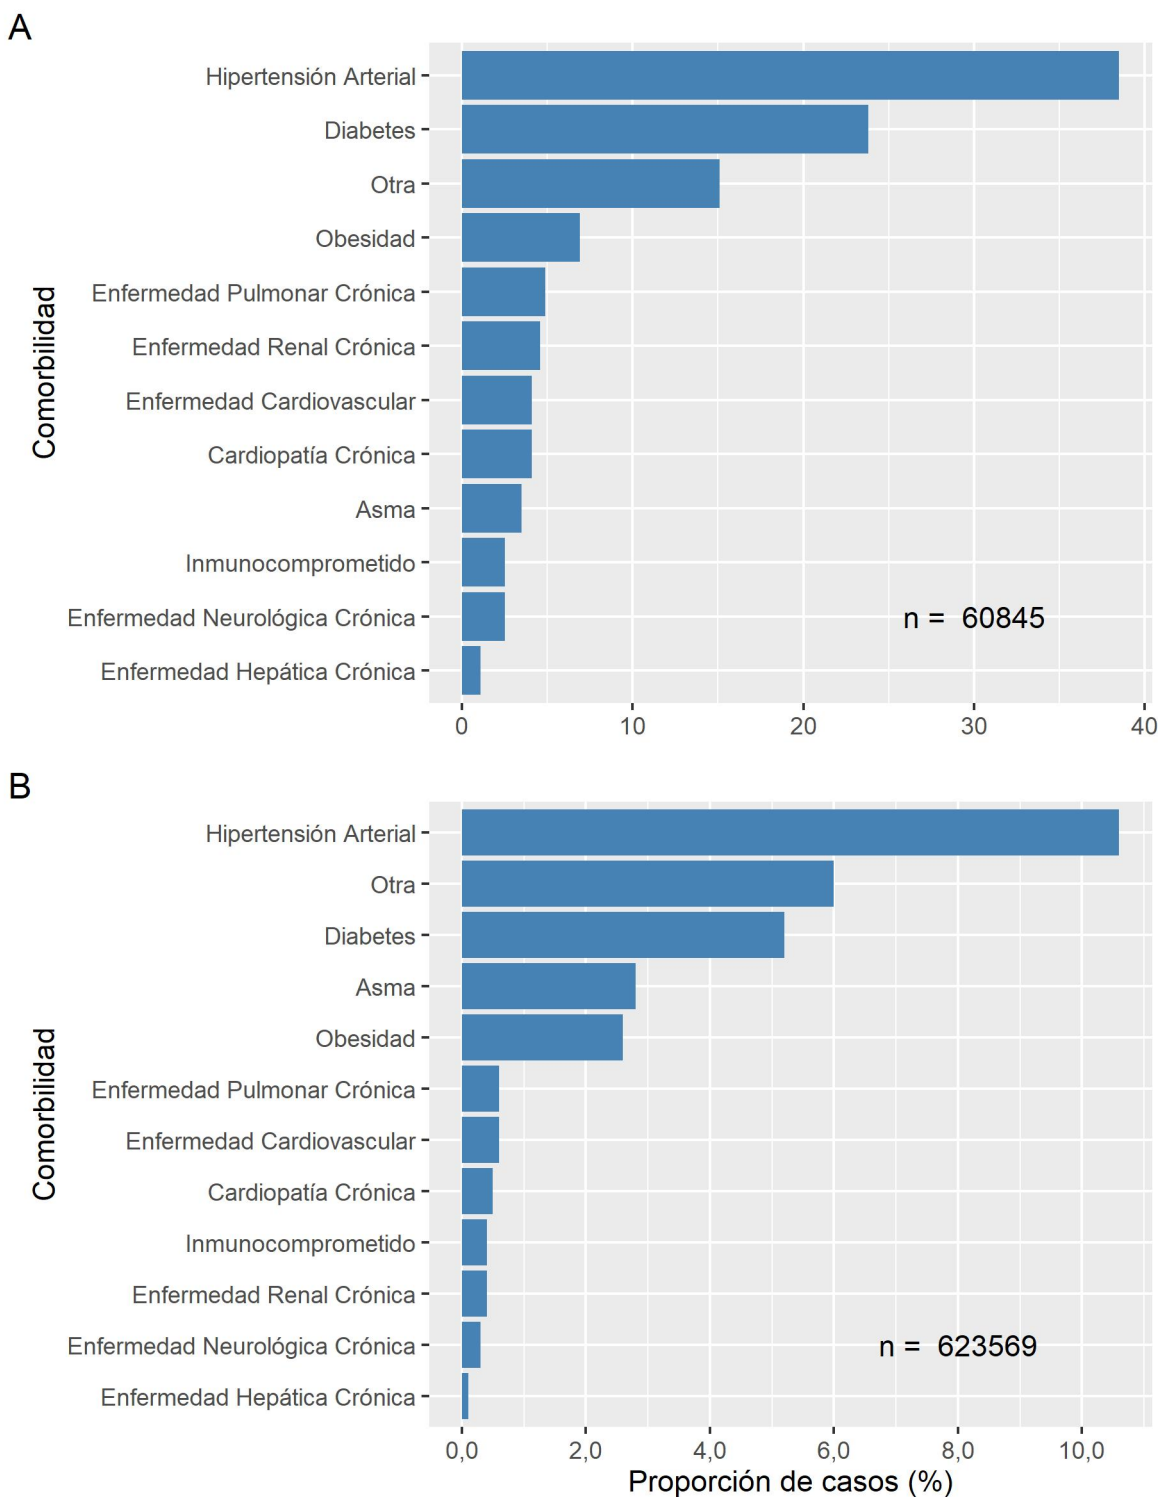 A
Hipertensión Arterial
Diabetes
Otra
Obesidad
Enfermedad Pulmonar Crónica
Enfermedad Renal Crónica
Enfermedad Cardiovascular
Cardiopatía Crónica
Asma
Inmunocomprometido
Enfermedad Neurológica Crónica
Enfermedad Hepática Crónica
Comorbilidad
n = 60845
0 10 20 30 40
B
Hipertensión Arterial
Otra
Diabetes
Asma
Obesidad
Enfermedad Pulmonar Crónica
Enfermedad Cardiovascular
Cardiopatía Crónica
Inmunocomprometido
Enfermedad Renal Crónica
Enfermedad Neurológica Crónica
Enfermedad Hepática Crónica
Comorbilidad
n = 623569
0,0 2,0 4,0 6,0 8,0 10,0
Proporción de casos (%)